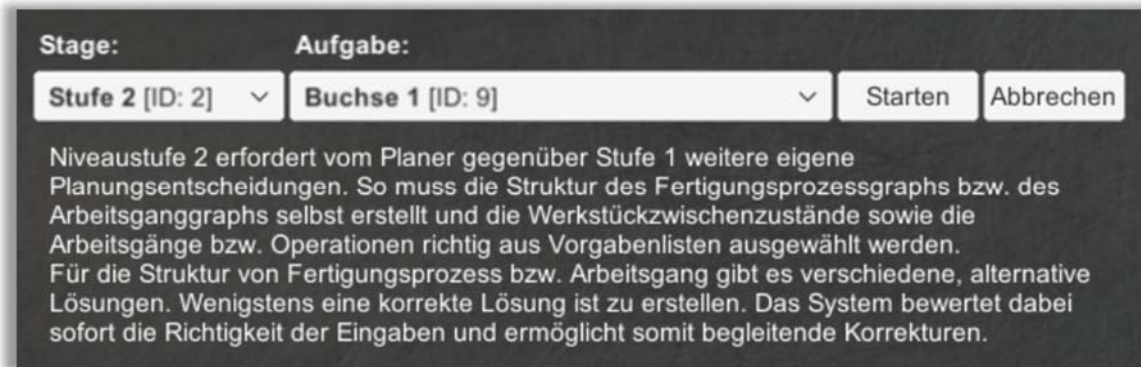 Stage: Aufgabe:
Stufe 2 [ID: 2] Buchse 1 [ID: 9] Starten Abbrechen
Niveaustufe 2 erfordert vom Planer gegenüber Stufe 1 weitere eigene
Planungsentscheidungen. So muss die Struktur des Fertigungsprozessgraphs bzw. des
Arbeitsganggraphs selbst erstellt und die Werkstückzwischenzustände sowie die
Arbeitsgänge bzw. Operationen richtig aus Vorgabenlisten ausgewählt werden.
Für die Struktur von Fertigungsprozess bzw. Arbeitsgang gibt es verschiedene, alternative
Lösungen. Wenigstens eine korrekte Lösung ist zu erstellen. Das System bewertet dabei
sofort die Richtigkeit der Eingaben und ermöglicht somit begleitende Korrekturen.